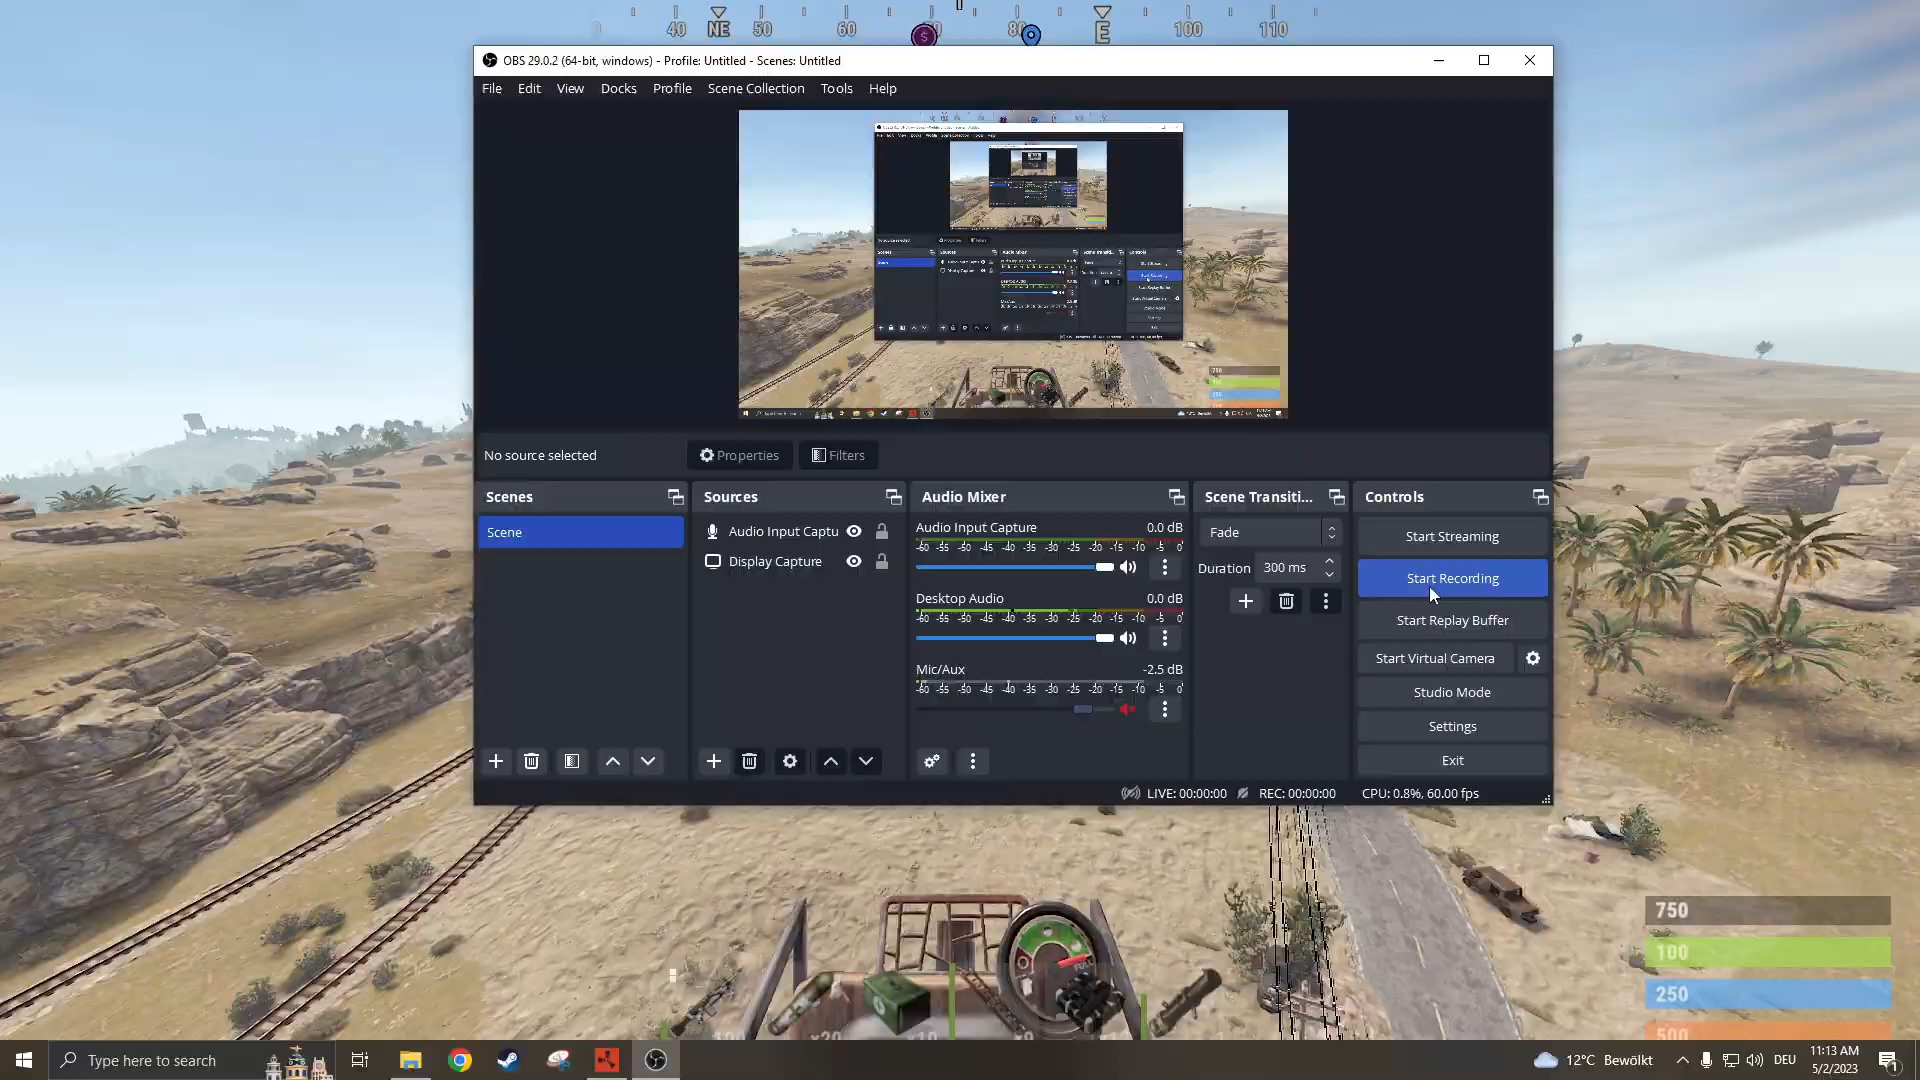 40 NE 50 60 70 80 E 100 110
OBS 29.0.2 (64-bit, windows) - Profile: Untitled - Scenes: Untitled
File Edit View Docks Profile Scene Collection Tools Help
No source selected Properties Filters
Scenes Sources Audio Mixer Scene Transiti... Controls
Scene
Audio Input Captu
Display Capture
Audio Input Capture 0.0 dB
-60 -55 -50 -45 -40 -35 -30 -25 -20 -15 -10 -5 0
Desktop Audio 0.0 dB
-60 -55 -50 -45 -40 -35 -30 -25 -20 -15 -10 -5 0
Mic/Aux -2.5 dB
-60 -55 -50 -45 -40 -35 -30 -25 -20 -15 -10 -5 0
Fade
Duration 300 ms
Start Streaming
Start Recording
Start Replay Buffer
Start Virtual Camera
Studio Mode
Settings
Exit
LIVE: 00:00:00 REC: 00:00:00 CPU: 0.8%, 60.00 fps
750
100
250
500
Type here to search
12°C Bewölkt DEU 11:13 AM
5/2/2023